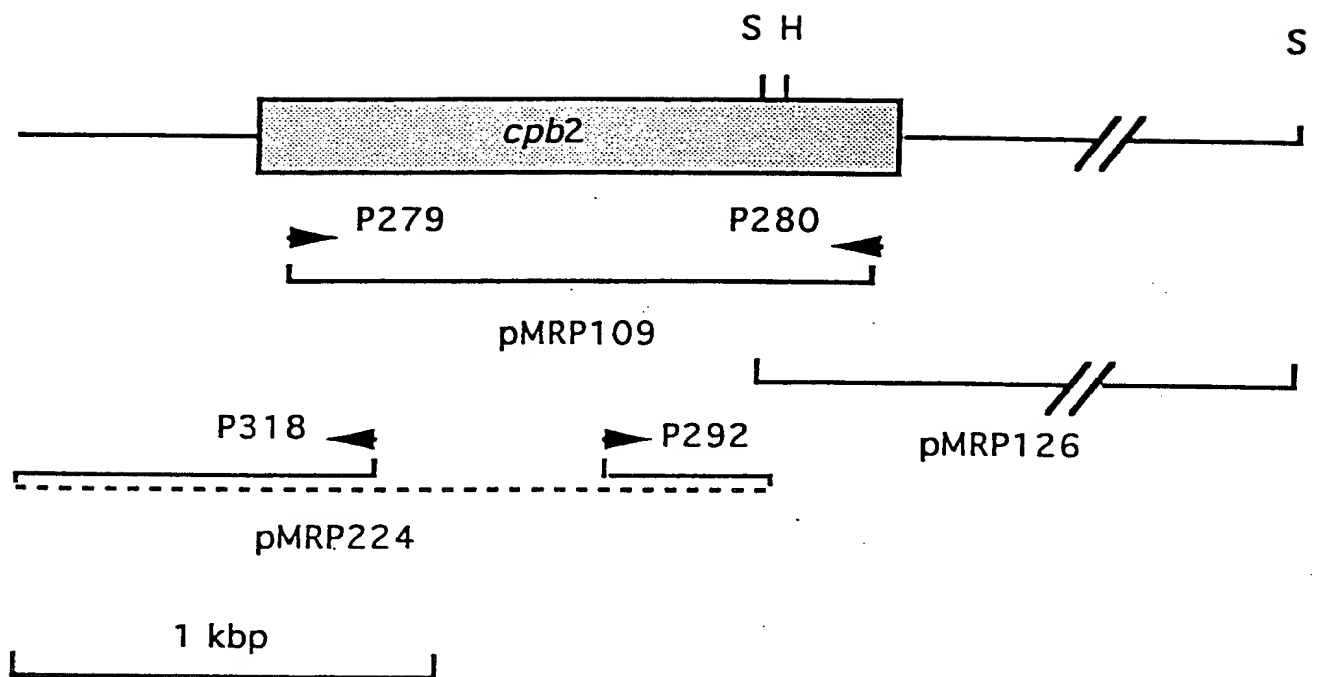 S H
S
cpb2
P279
P280
pMRP109
P318
P292
pMRP126
pMRP224
1 kbp